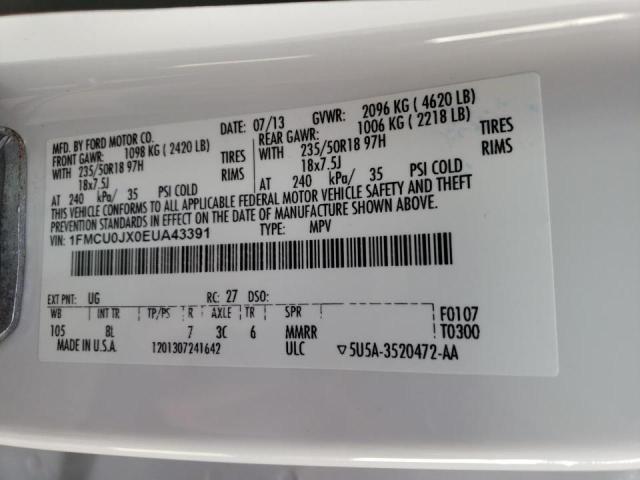 MFD. BY FORD MOTOR CO.
DATE: 07/13 GVWR: 2096 KG ( 4620 LB)
FRONT GAWR: 1098 KG ( 2420 LB)
REAR GAWR: 1006 KG ( 2218 LB)
WITH 235/50R18 97H TIRES
WITH 235/50R18 97H TIRES
18x7.5J RIMS
18x7.5J RIMS
AT 240 kPa/ 35 PSI COLD
AT 240 kPa/ 35 PSI COLD
THIS VEHICLE CONFORMS TO ALL APPLICABLE FEDERAL MOTOR VEHICLE SAFETY AND THEFT
PREVENTION STANDARDS IN EFFECT ON THE DATE OF MANUFACTURE SHOWN ABOVE.
VIN: 1FMCU0JX0EUA43391 TYPE: MPV
EXT PNT: UG RC: 27 DSO:
WB INT TR TP/PS R AXLE TR SPR F0107
105 BL 7 3C 6 MMRR T0300
MADE IN U.S.A. 1201307241642 ULC ▽5U5A-3520472-AA